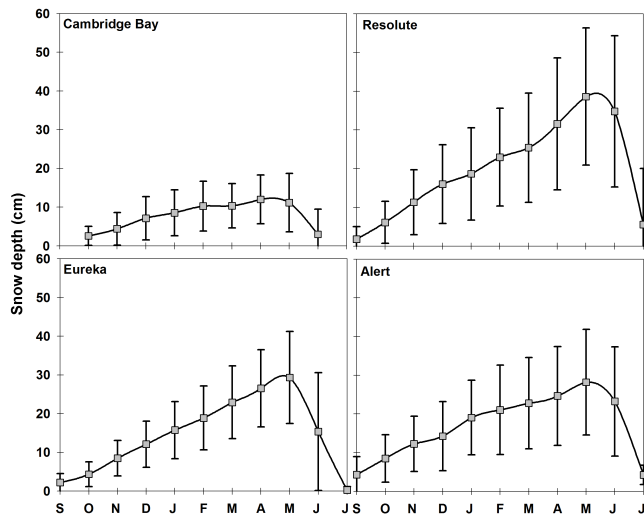 60
Cambridge Bay
Resolute
50
40
30
20
10
0
60
Eureka
Alert
50
40
30
20
10
0
Snow depth (cm)
S O N D J F M A M J J S O N D J F M A M J J